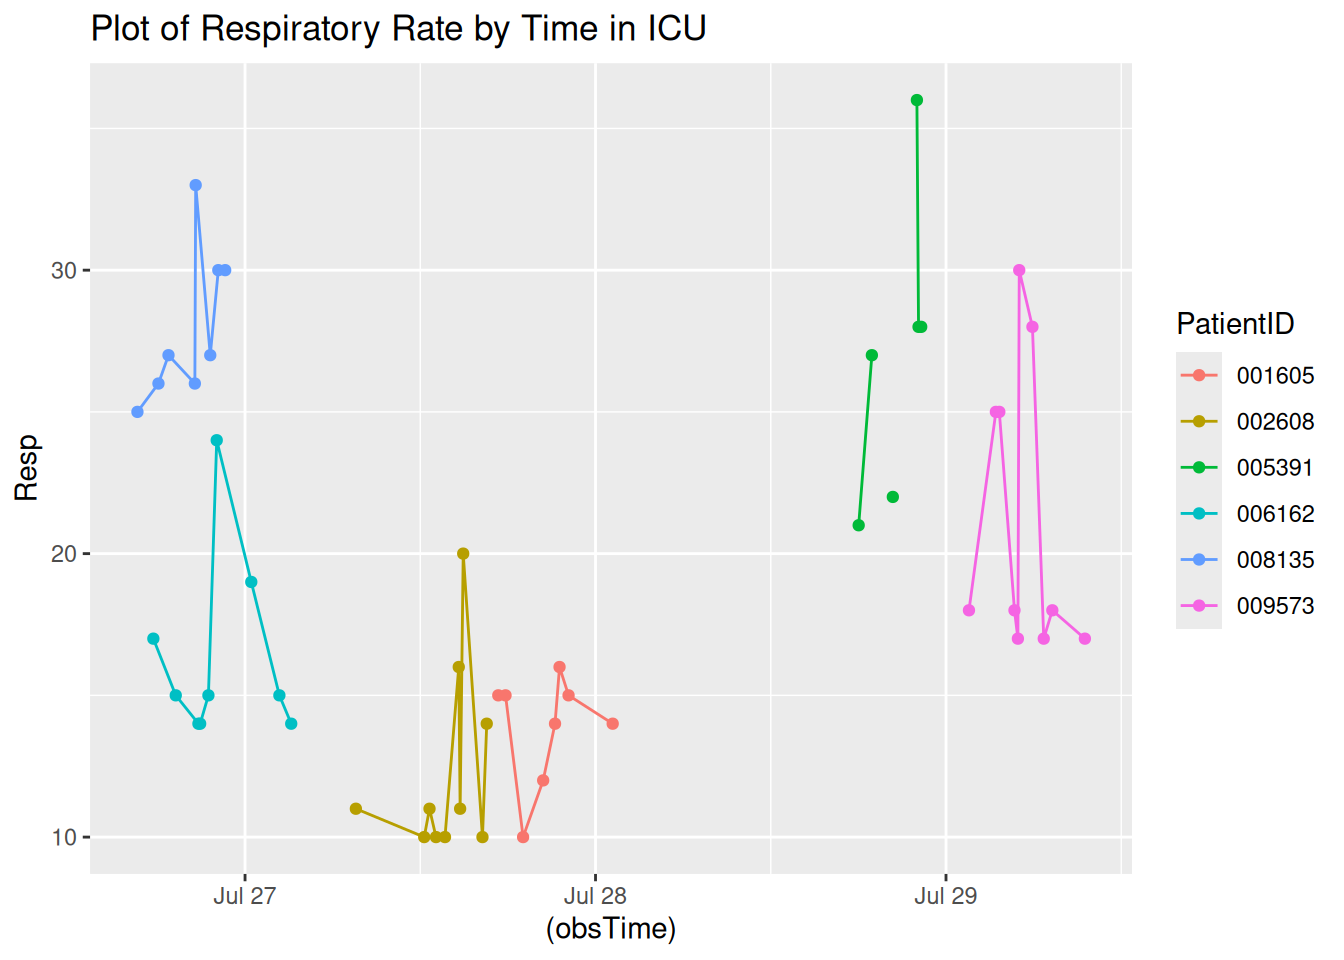 Plot of Respiratory Rate by Time in ICU
Resp
30
20
10
Jul 27
Jul 28
Jul 29
(obsTime)
PatientID
001605
002608
005391
006162
008135
009573